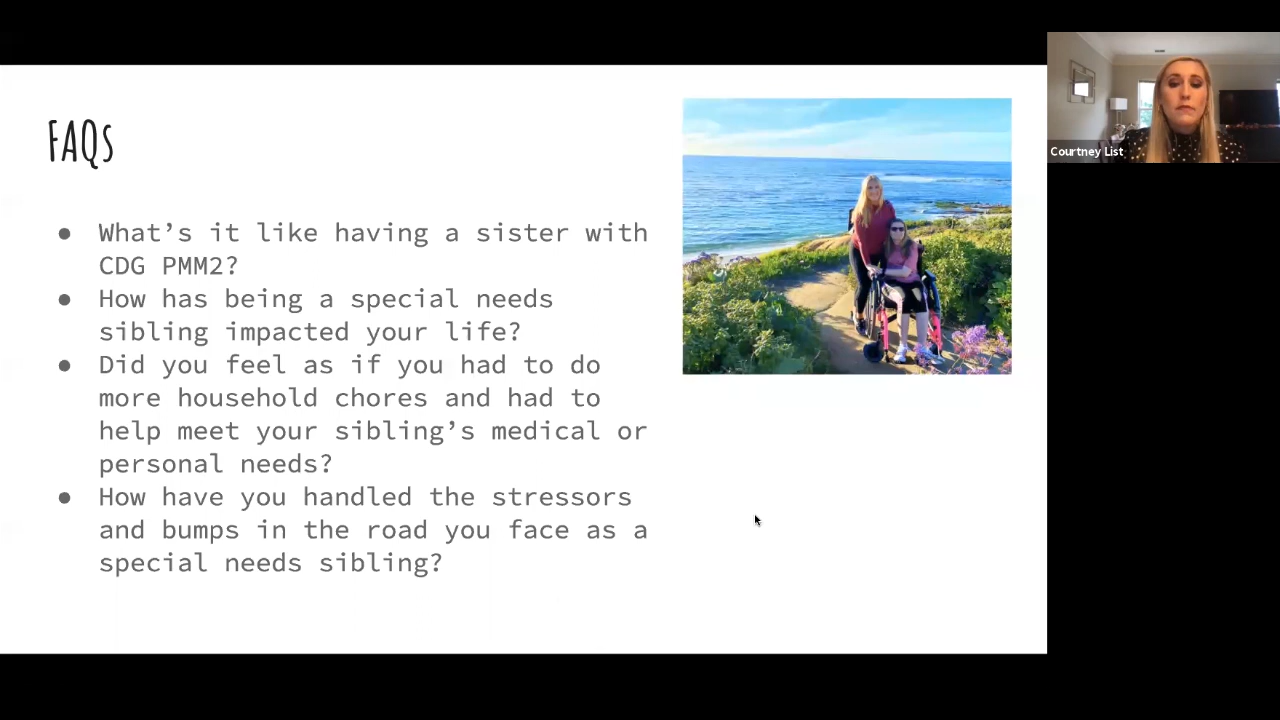 FAQs
● What’s it like having a sister with
CDG PMM2?
● How has being a special needs
sibling impacted your life?
● Did you feel as if you had to do
more household chores and had to
help meet your sibling’s medical or
personal needs?
● How have you handled the stressors
and bumps in the road you face as a
special needs sibling?
Courtney List